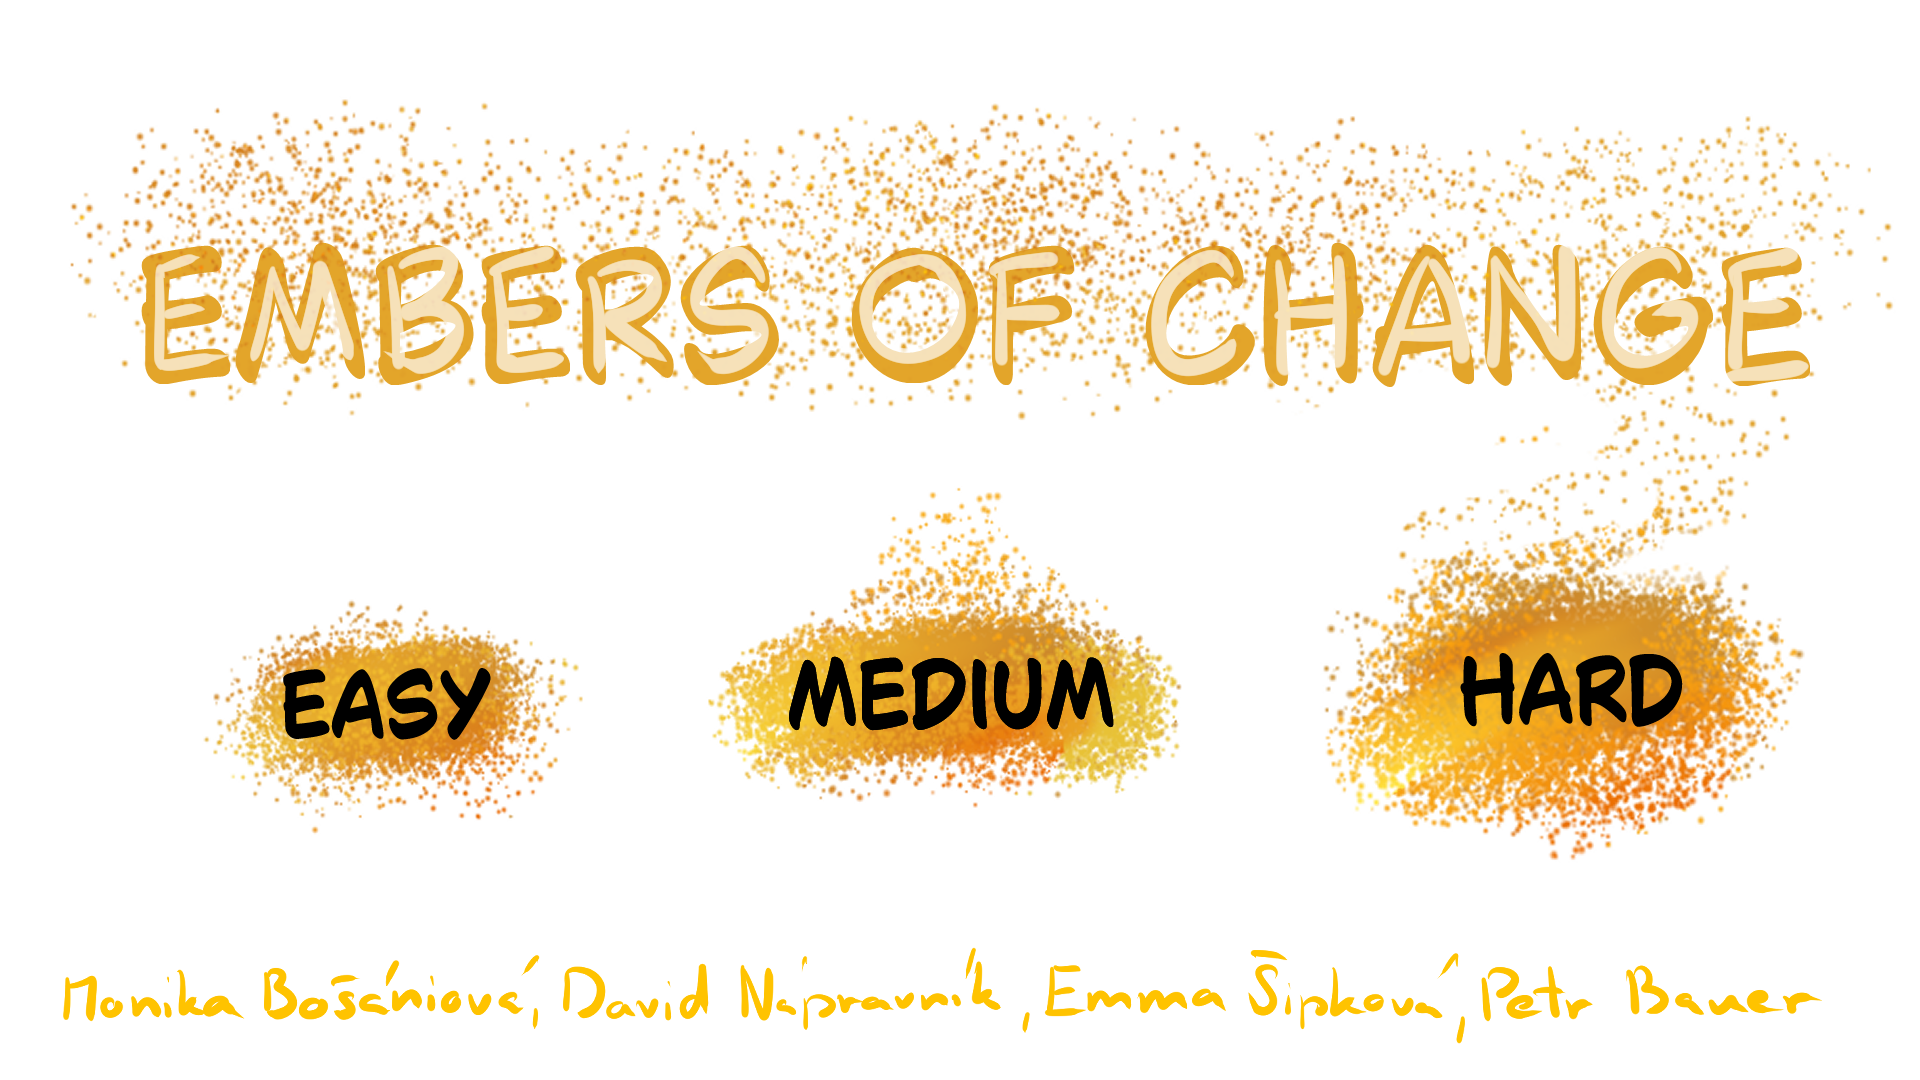 EMBERS OF CHANGE
EASY MEDIUM HARD
Monika Bošániová, David Nápravník, Emma Šipková, Petr Bauer